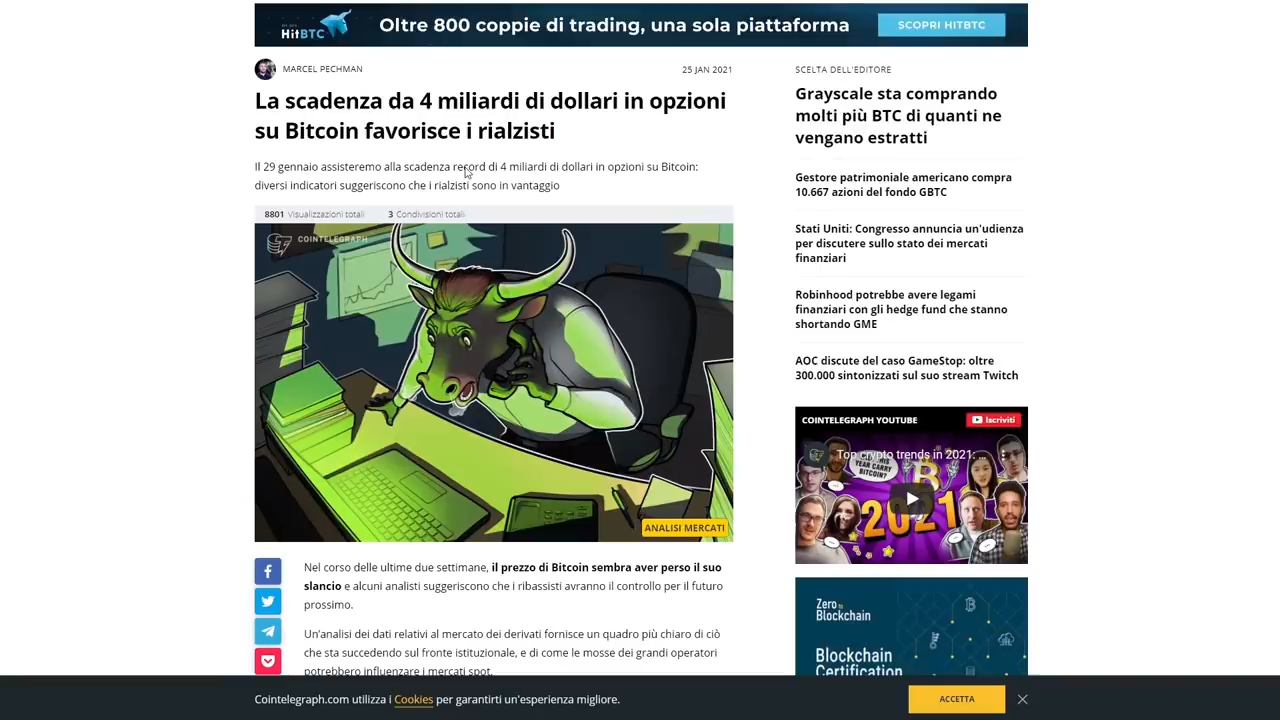 HitBTC
Oltre 800 coppie di trading, una sola piattaforma
SCOPRI HITBTC
MARCEL PECHMAN
25 JAN 2021
La scadenza da 4 miliardi di dollari in opzioni
su Bitcoin favorisce i rialzisti
Il 29 gennaio assisteremo alla scadenza record di 4 miliardi di dollari in opzioni su Bitcoin:
diversi indicatori suggeriscono che i rialzisti sono in vantaggio
8801 Visualizzazioni totali
3 Condivisioni totali
COINTELEGRAPH
ANALISI MERCATI
Nel corso delle ultime due settimane, il prezzo di Bitcoin sembra aver perso il suo
slancio e alcuni analisti suggeriscono che i ribassisti avranno il controllo per il futuro
prossimo.
Un'analisi dei dati relativi al mercato dei derivati fornisce un quadro più chiaro di ciò
che sta succedendo sul fronte istituzionale, e di come le mosse dei grandi operatori
potrebbero influenzare i mercati spot.
SCELTA DELL'EDITORE
Grayscale sta comprando
molti più BTC di quanti ne
vengano estratti
Gestore patrimoniale americano compra
10.667 azioni del fondo GBTC
Stati Uniti: Congresso annuncia un'udienza
per discutere sullo stato dei mercati
finanziari
Robinhood potrebbe avere legami
finanziari con gli hedge fund che stanno
shortando GME
AOC discute del caso GameStop: oltre
300.000 sintonizzati sul suo stream Twitch
COINTELEGRAPH YOUTUBE
Iscriviti
Top crypto trends in 2021: ...
YEAR CARRY
BITCOIN?
2021
Zero to
Blockchain
Blockchain
Certification
Cointelegraph.com utilizza i Cookies per garantirti un'esperienza migliore.
ACCETTA